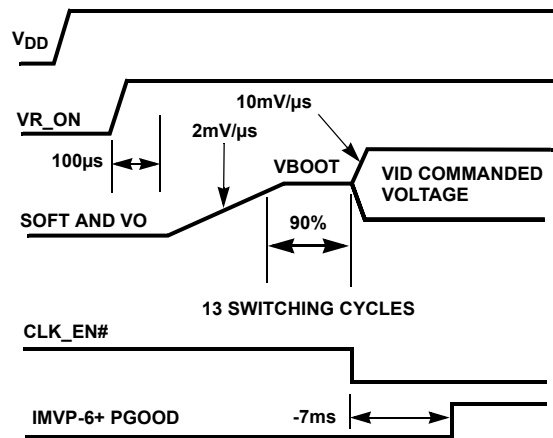 VDD
VR_ON
10mV/µs
2mV/µs
100µs
VBOOT
VID COMMANDED
VOLTAGE
SOFT AND VO
90%
13 SWITCHING CYCLES
CLK_EN#
IMVP-6+ PGOOD
-7ms